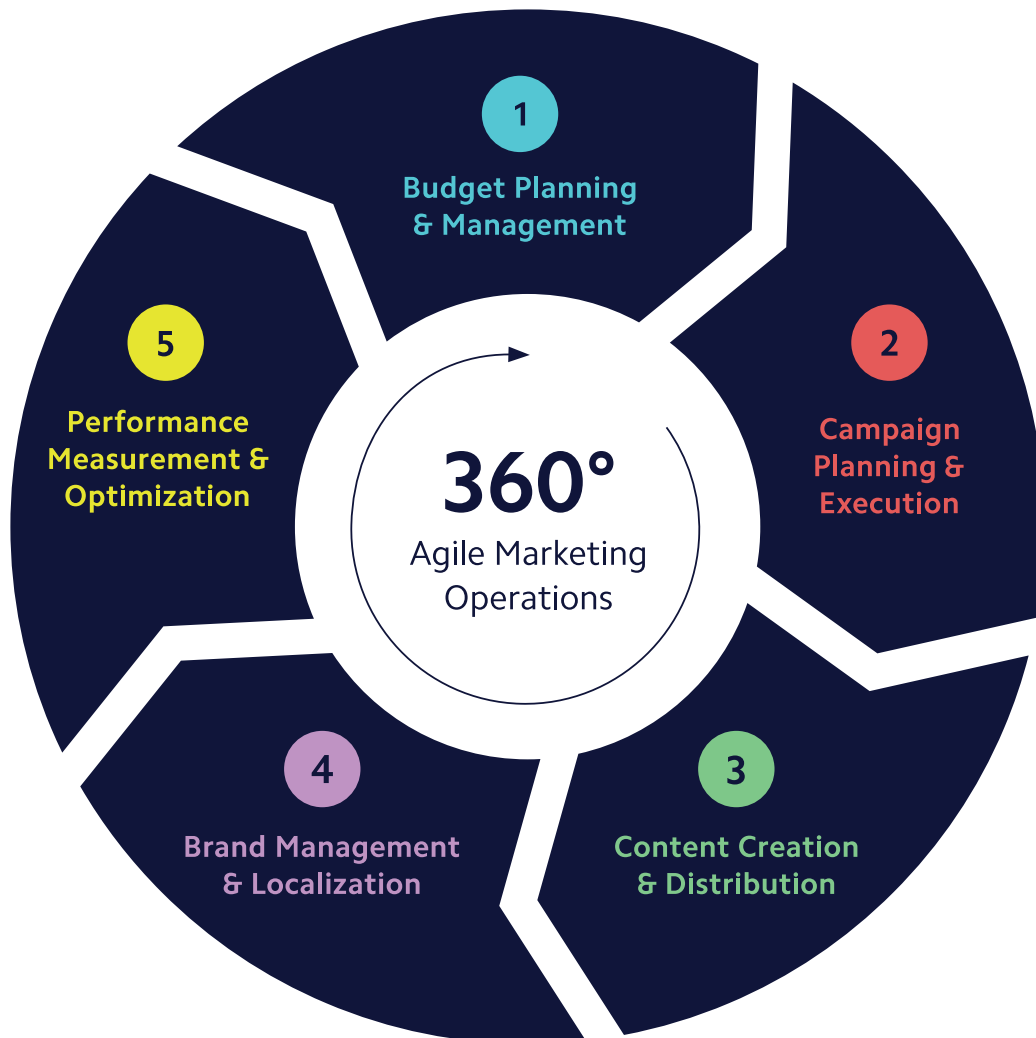 1
Budget Planning
& Management
2
Campaign
Planning &
Execution
3
Content Creation
& Distribution
4
Brand Management
& Localization
5
Performance
Measurement &
Optimization
360°
Agile Marketing
Operations